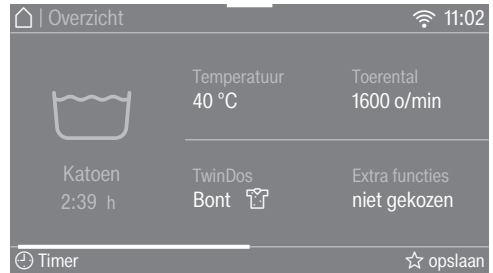 | Overzicht
11:02
Temperatuur
40 °C
Toerental
1600 o/min
Katoen
2:39 h
TwinDos
Bont
Extra functies
niet gekozen
Timer
opslaan